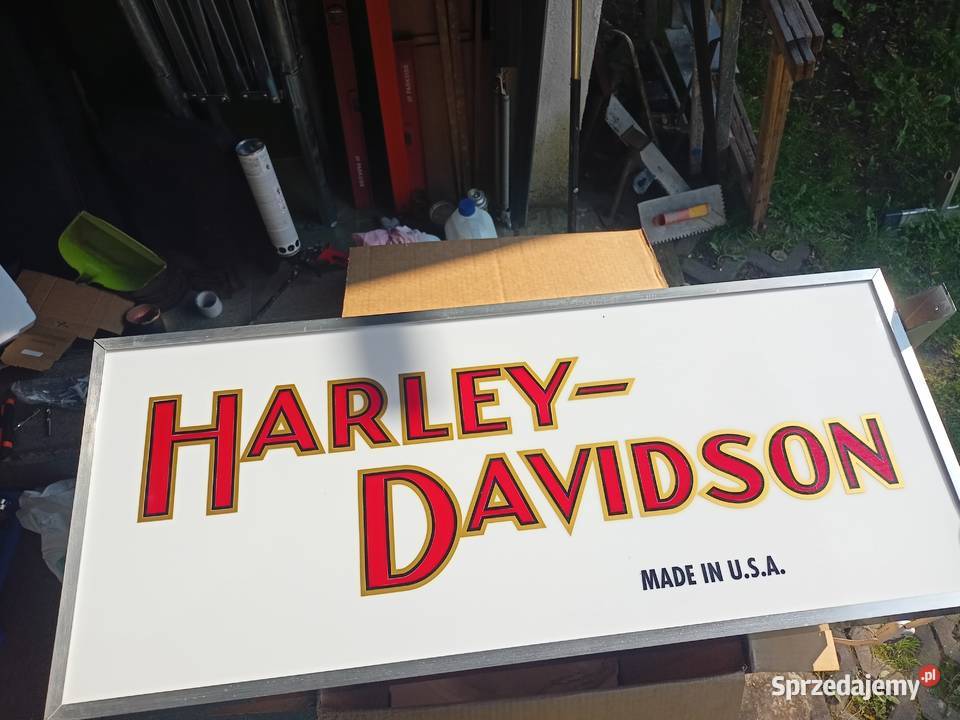 HARLEY-
DAVIDSON
MADE IN U.S.A.
Sprzedajemy.pl